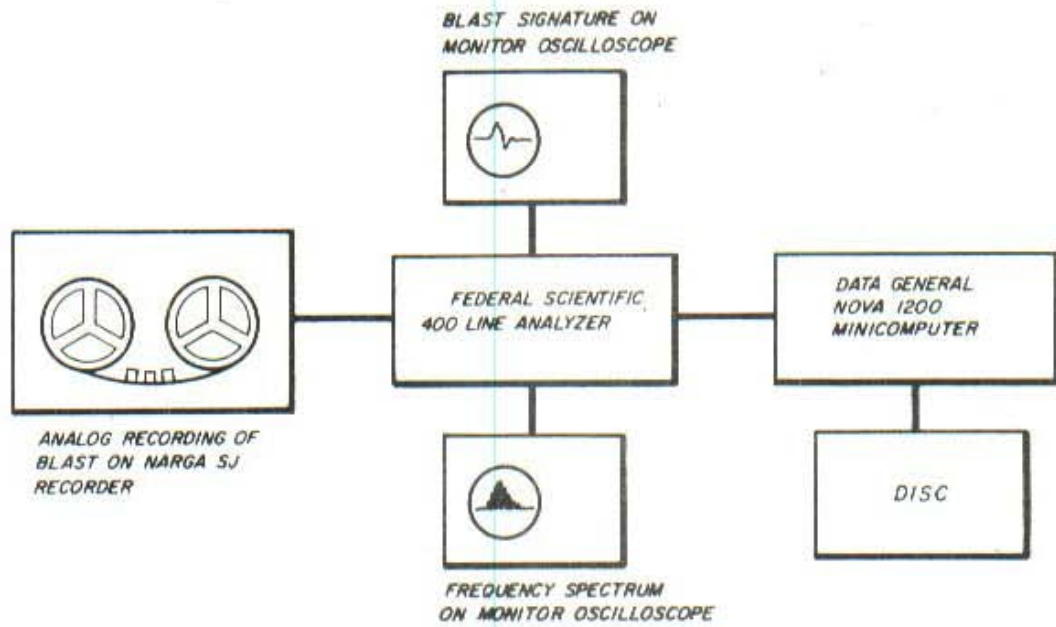 BLAST SIGNATURE ON
MONITOR OSCILLOSCOPE
FEDERAL SCIENTIFIC
400 LINE ANALYZER
DATA GENERAL
NOVA 1200
MINICOMPUTER
ANALOG RECORDING OF
BLAST ON NARGA SJ
RECORDER
DISC
FREQUENCY SPECTRUM
ON MONITOR OSCILLOSCOPE